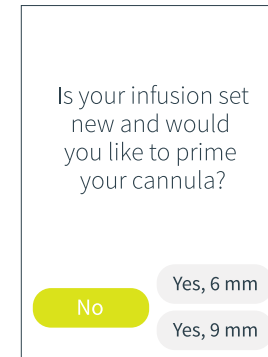 Is your infusion set
new and would
you like to prime
your cannula?
Yes, 6 mm
No
Yes, 9 mm